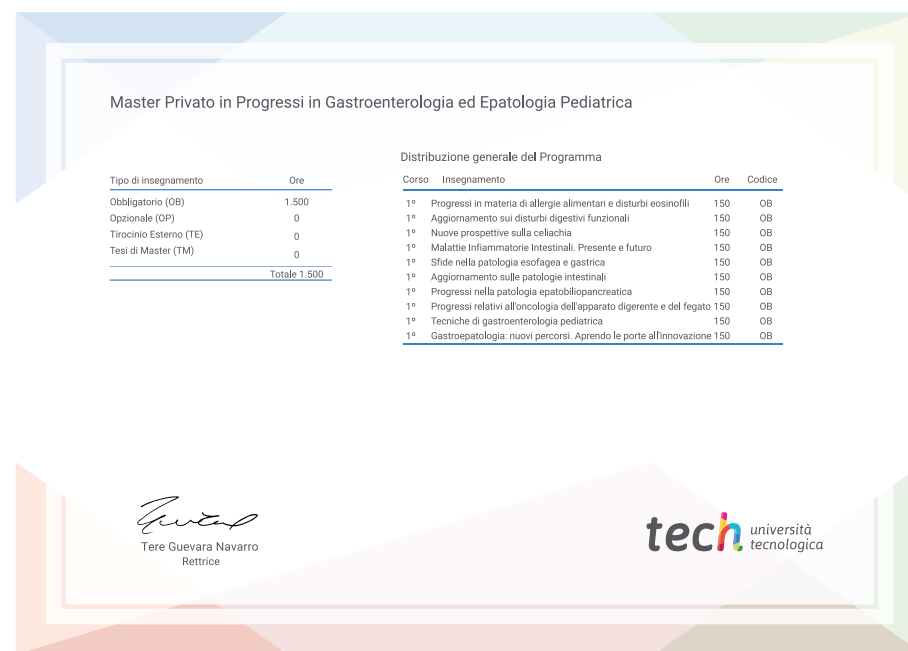 Master Privato in Progressi in Gastroenterologia ed Epatologia Pediatrica
Tipo di insegnamento Ore
Obbligatorio (OB) 1.500
Opzionale (OP) 0
Tirocinio Esterno (TE) 0
Tesi di Master (TM) 0
Totale 1.500
Distribuzione generale del Programma
Corso Insegnamento Ore Codice
1º Progressi in materia di allergie alimentari e disturbi eosinofili 150 OB
1º Aggiornamento sui disturbi digestivi funzionali 150 OB
1º Nuove prospettive sulla celiachia 150 OB
1º Malattie Infiammatorie Intestinali. Presente e futuro 150 OB
1º Sfide nella patologia esofagea e gastrica 150 OB
1º Aggiornamento sulle patologie intestinali 150 OB
1º Progressi nella patologia epatobiliopancreatica 150 OB
1º Progressi relativi all'oncologia dell'apparato digerente e del fegato 150 OB
1º Tecniche di gastroenterologia pediatrica 150 OB
1º Gastroepatologia: nuovi percorsi. Aprendo le porte all'innovazione 150 OB
Tere Guevara Navarro
Rettrice
tech università
tecnologica